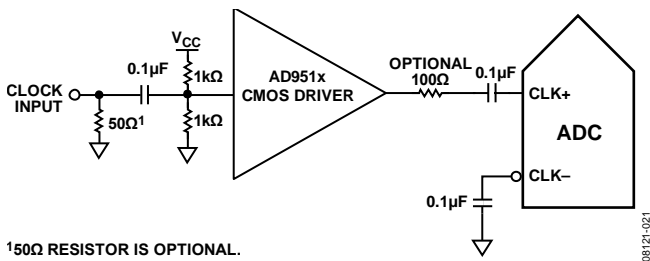 V_CC
0.1µF
1kΩ
CLOCK
INPUT
50Ω¹
1kΩ
AD951x
CMOS DRIVER
OPTIONAL
100Ω
0.1µF
CLK+
ADC
CLK–
0.1µF
¹50Ω RESISTOR IS OPTIONAL.
08121-021